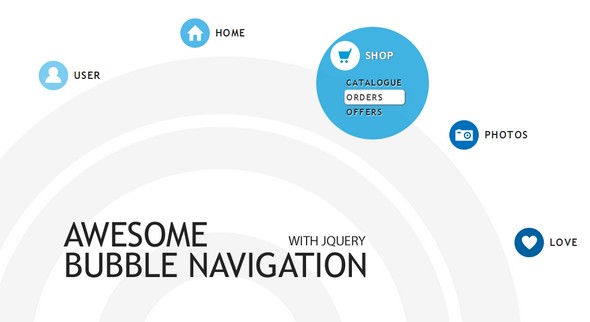 HOME
SHOP
USER
CATALOGUE
ORDERS
OFFERS
PHOTOS
AWESOME
WITH JQUERY
BUBBLE NAVIGATION
LOVE